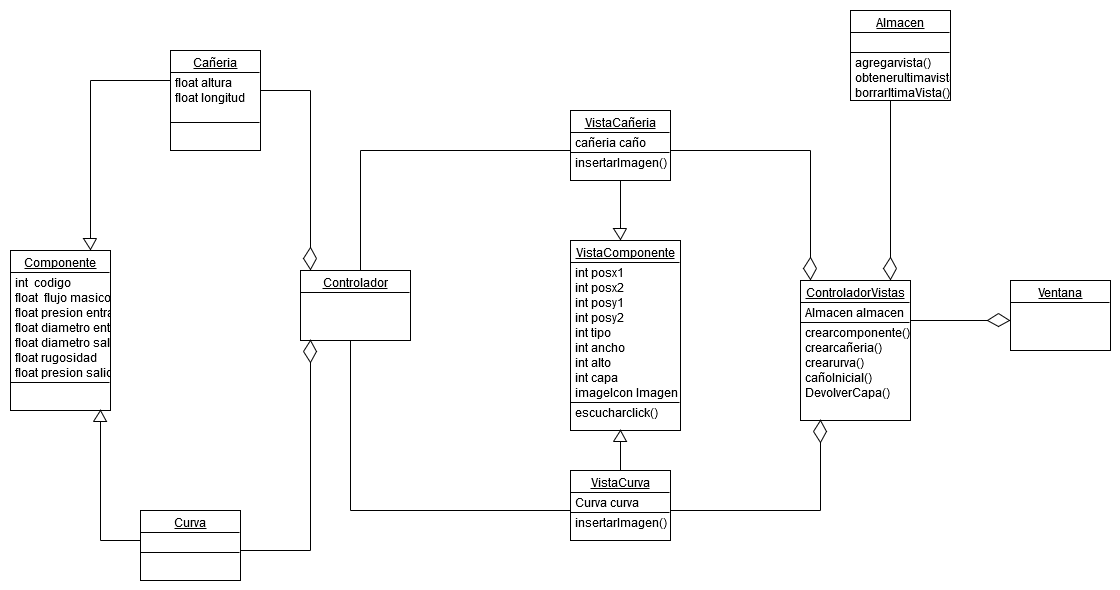 Almacen
agregarvista()
obtenerultimavist
borrarltimaVista()
Cañeria
float altura
float longitud
VistaCañeria
cañeria caño
insertarImagen()
Componente
int codigo
float flujo masico
float presion entra
float diametro ent
float diametro sal
float rugosidad
float presion salid
Controlador
VistaComponente
int posx1
int posx2
int posy1
int posy2
int tipo
int ancho
int alto
int capa
imageIcon Imagen
escucharclick()
ControladorVistas
Almacen almacen
crearcomponente()
crearcañeria()
crearurva()
cañoInicial()
DevolverCapa()
Ventana
VistaCurva
Curva curva
insertarImagen()
Curva